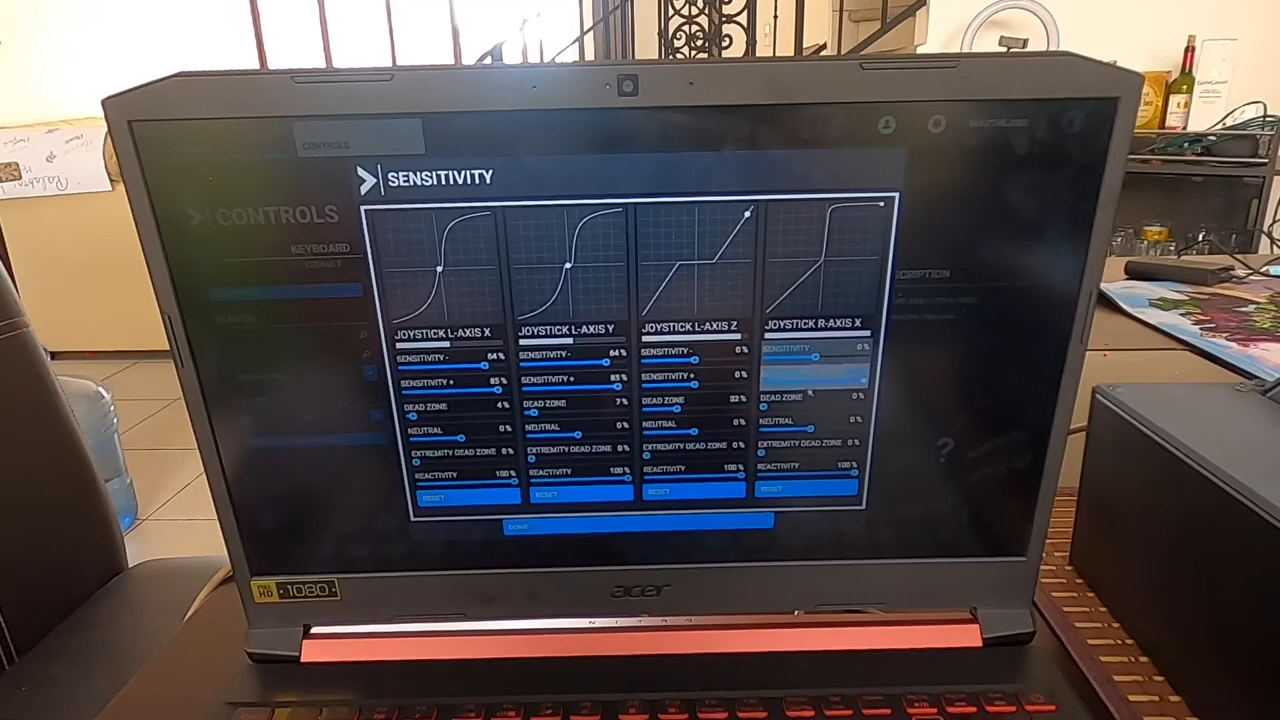 CONTROLS
SENSITIVITY
CONTROLS
KEYBOARD
DEFAULT
JOYSTICK L-AXIS X
SENSITIVITY- 64%
SENSITIVITY+ 85%
DEAD ZONE 4%
NEUTRAL 0%
EXTREMITY DEAD ZONE 0%
REACTIVITY 100%
RESET
JOYSTICK L-AXIS Y
SENSITIVITY- 64%
SENSITIVITY+ 83%
DEAD ZONE 7%
NEUTRAL 0%
EXTREMITY DEAD ZONE 0%
REACTIVITY 100%
RESET
JOYSTICK L-AXIS Z
SENSITIVITY- 0%
SENSITIVITY+ 0%
DEAD ZONE 32%
NEUTRAL 0%
EXTREMITY DEAD ZONE 0%
REACTIVITY 100%
RESET
JOYSTICK R-AXIS X
SENSITIVITY- 0%
DEAD ZONE 0%
NEUTRAL 0%
EXTREMITY DEAD ZONE 0%
REACTIVITY 100%
RESET
DONE
?
FULL HD 1080
acer
NITRO